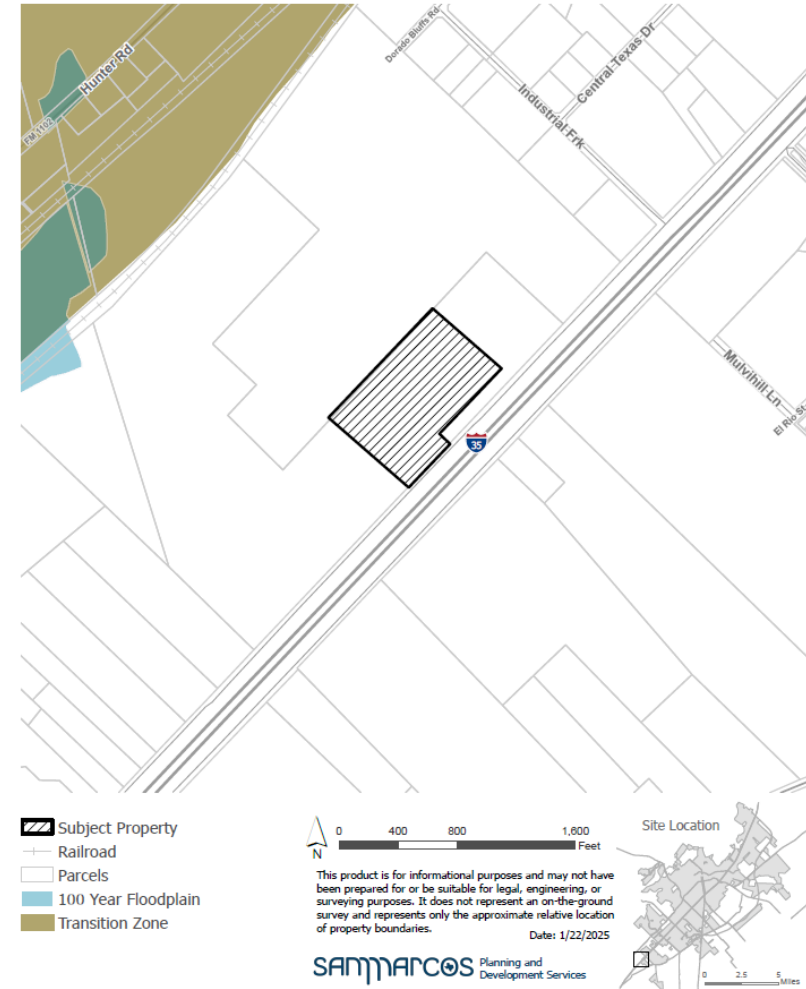 Hunter Rd
FM 1102
Dorado Bluffs Rd
Central Texas Dr
Industrial Frk
Mulvihill Ln
El Rio St
35
Subject Property
Railroad
Parcels
100 Year Floodplain
Transition Zone
N
0 400 800 1,600
Feet
This product is for informational purposes and may not have
been prepared for or be suitable for legal, engineering, or
surveying purposes. It does not represent an on-the-ground
survey and represents only the approximate relative location
of property boundaries.
Date: 1/22/2025
SANMARCOS Planning and
Development Services
Site Location
0 2.5 5
Miles